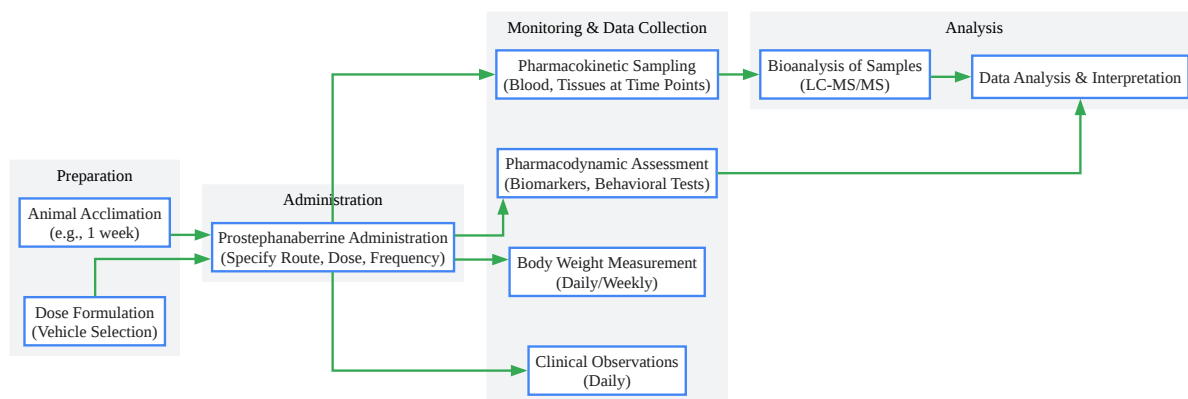 Preparation
Animal Acclimation
(e.g., 1 week)
Dose Formulation
(Vehicle Selection)
Administration
Prostephanaberrine Administration
(Specify Route, Dose, Frequency)
Monitoring & Data Collection
Pharmacokinetic Sampling
(Blood, Tissues at Time Points)
Pharmacodynamic Assessment
(Biomarkers, Behavioral Tests)
Body Weight Measurement
(Daily/Weekly)
Clinical Observations
(Daily)
Analysis
Bioanalysis of Samples
(LC-MS/MS)
Data Analysis & Interpretation